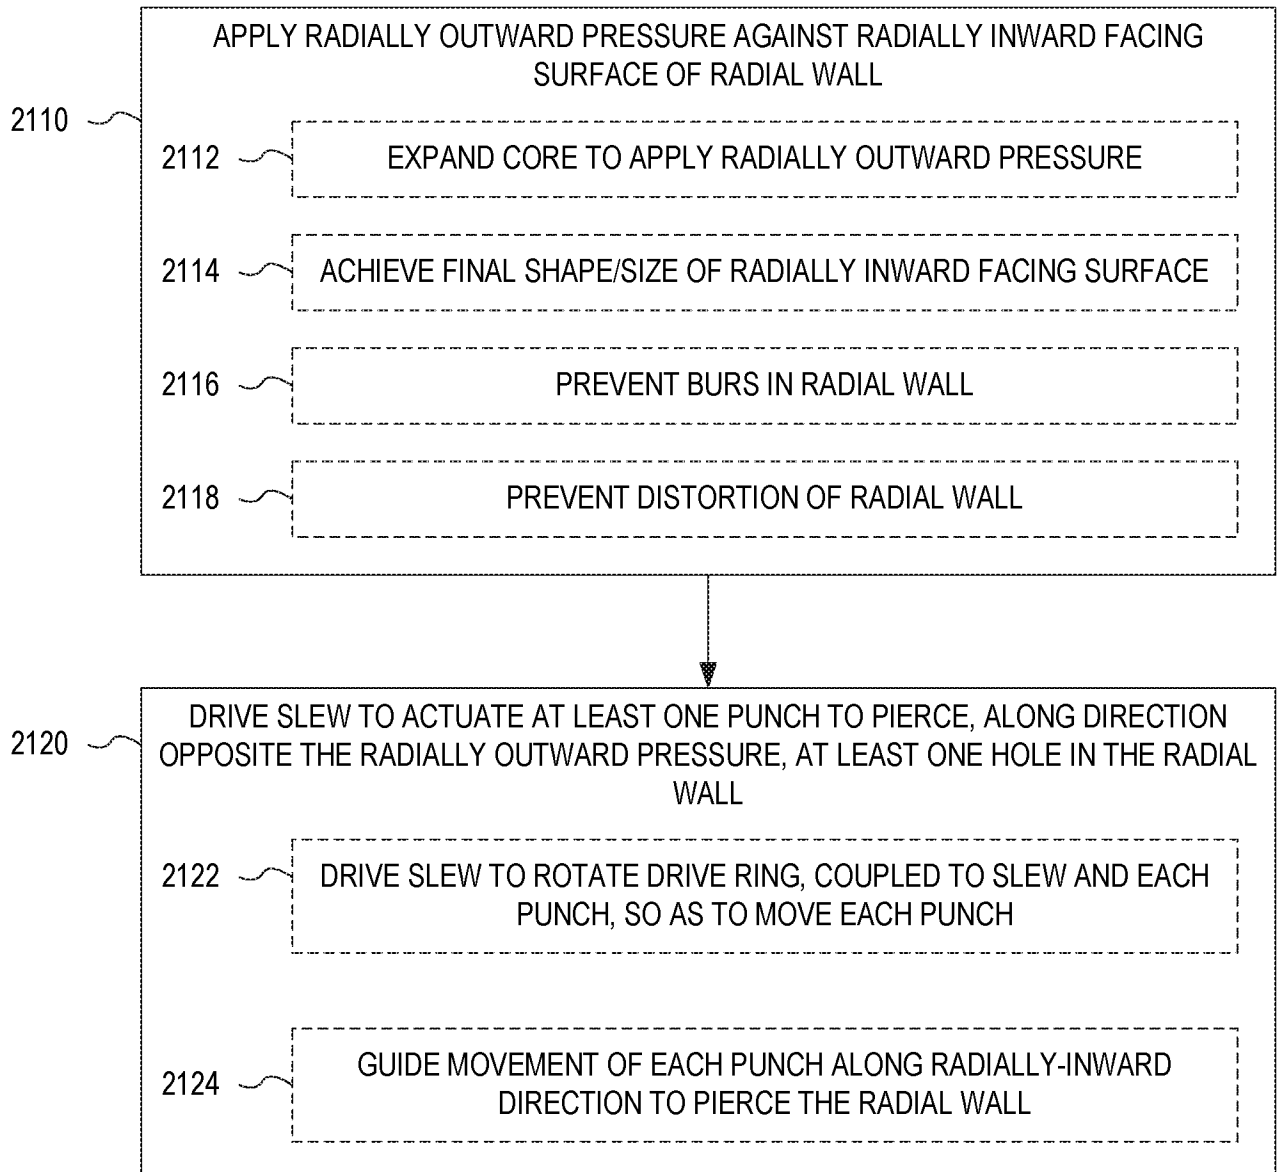 APPLY RADIALLY OUTWARD PRESSURE AGAINST RADIALLY INWARD FACING
SURFACE OF RADIAL WALL
2110
2112
EXPAND CORE TO APPLY RADIALLY OUTWARD PRESSURE
2114
ACHIEVE FINAL SHAPE/SIZE OF RADIALLY INWARD FACING SURFACE
2116
PREVENT BURS IN RADIAL WALL
2118
PREVENT DISTORTION OF RADIAL WALL
DRIVE SLEW TO ACTUATE AT LEAST ONE PUNCH TO PIERCE, ALONG DIRECTION
2120
OPPOSITE THE RADIALLY OUTWARD PRESSURE, AT LEAST ONE HOLE IN THE RADIAL
WALL
2122
DRIVE SLEW TO ROTATE DRIVE RING, COUPLED TO SLEW AND EACH
PUNCH, SO AS TO MOVE EACH PUNCH
2124
GUIDE MOVEMENT OF EACH PUNCH ALONG RADIALLY-INWARD
DIRECTION TO PIERCE THE RADIAL WALL